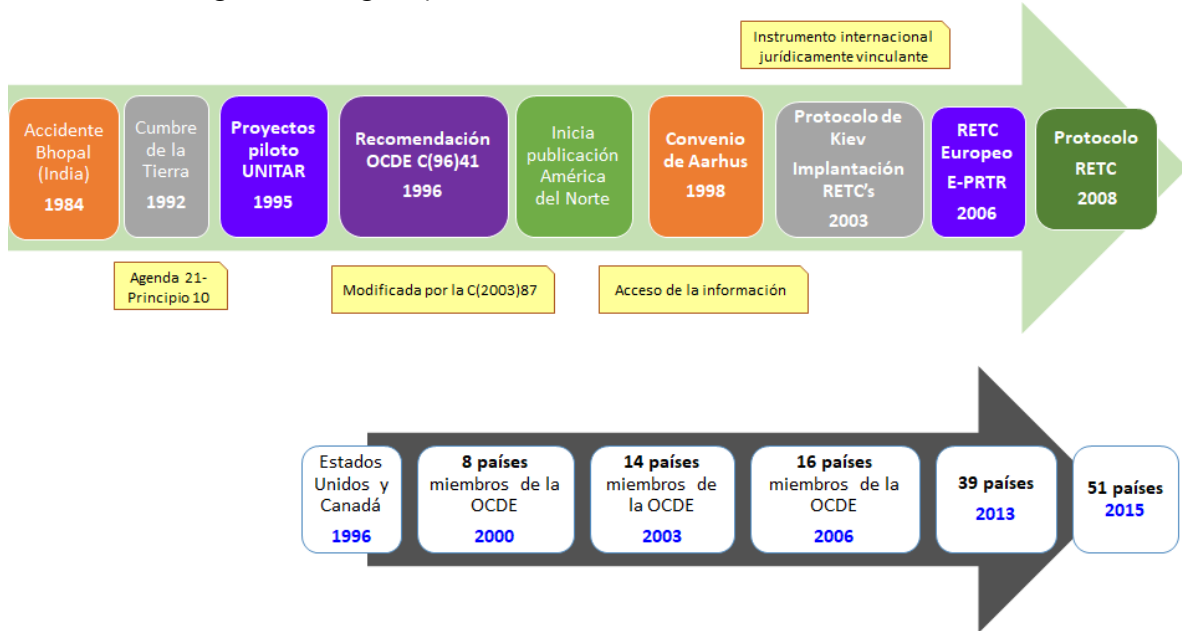 Instrumento internacional
jurídicamente vinculante
Accidente
Bhopal
(India)
1984
Cumbre
de la
Tierra
1992
Proyectos
piloto
UNITAR
1995
Recomendación
OCDE C(96)41
1996
Inicia
publicación
América
del Norte
Convenio
de Aarhus
1998
Protocolo de
Kiev
Implantación
RETC’s
2003
RETC
Europeo
E-PRTR
2006
Protocolo
RETC
2008
Agenda 21-
Principio 10
Modificada por la C(2003)87
Acceso de la información
Estados
Unidos y
Canadá
1996
8 países
miembros de la
OCDE
2000
14 países
miembros de
la OCDE
2003
16 países
miembros de la
OCDE
2006
39 países
2013
51 países
2015